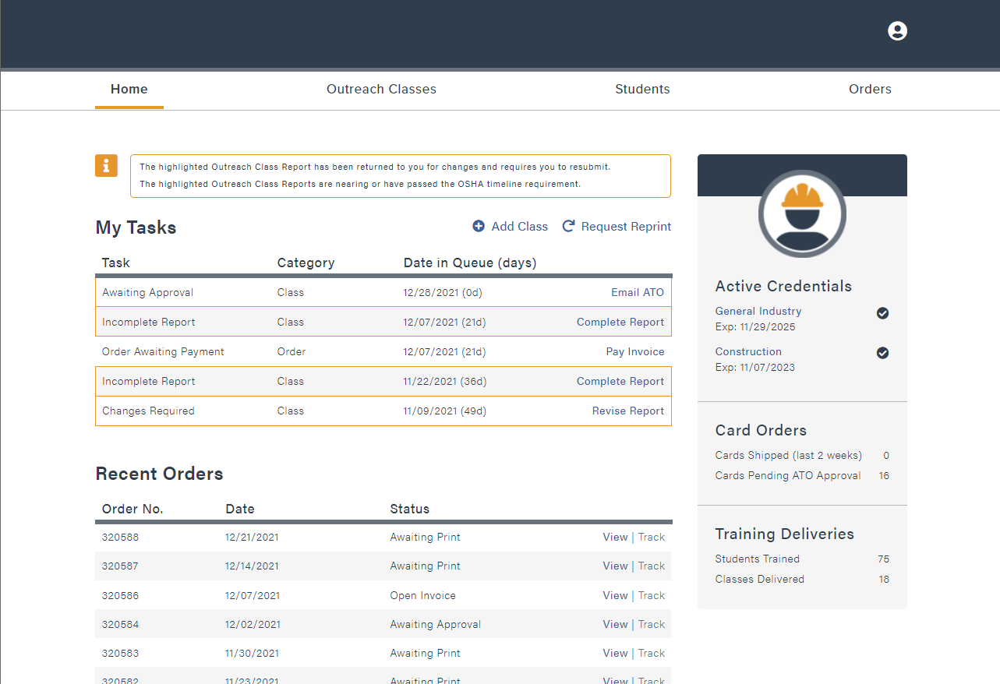 Home Outreach Classes Students Orders
The highlighted Outreach Class Report has been returned to you for changes and requires you to resubmit.
The highlighted Outreach Class Reports are nearing or have passed the OSHA timeline requirement.
My Tasks Add Class Request Reprint
Task Category Date in Queue (days)
Awaiting Approval Class 12/28/2021 (0d) Email ATO
Incomplete Report Class 12/07/2021 (21d) Complete Report
Order Awaiting Payment Order 12/07/2021 (21d) Pay Invoice
Incomplete Report Class 11/22/2021 (36d) Complete Report
Changes Required Class 11/09/2021 (49d) Revise Report
Recent Orders
Order No. Date Status
320588 12/21/2021 Awaiting Print View | Track
320587 12/14/2021 Awaiting Print View | Track
320586 12/07/2021 Open Invoice View | Track
320584 12/02/2021 Awaiting Approval View | Track
320583 11/30/2021 Awaiting Print View | Track
320582 11/23/2021 Awaiting Print View | Track
Active Credentials
General Industry
Exp: 11/29/2025
Construction
Exp: 11/07/2023
Card Orders
Cards Shipped (last 2 weeks) 0
Cards Pending ATO Approval 16
Training Deliveries
Students Trained 75
Classes Delivered 18